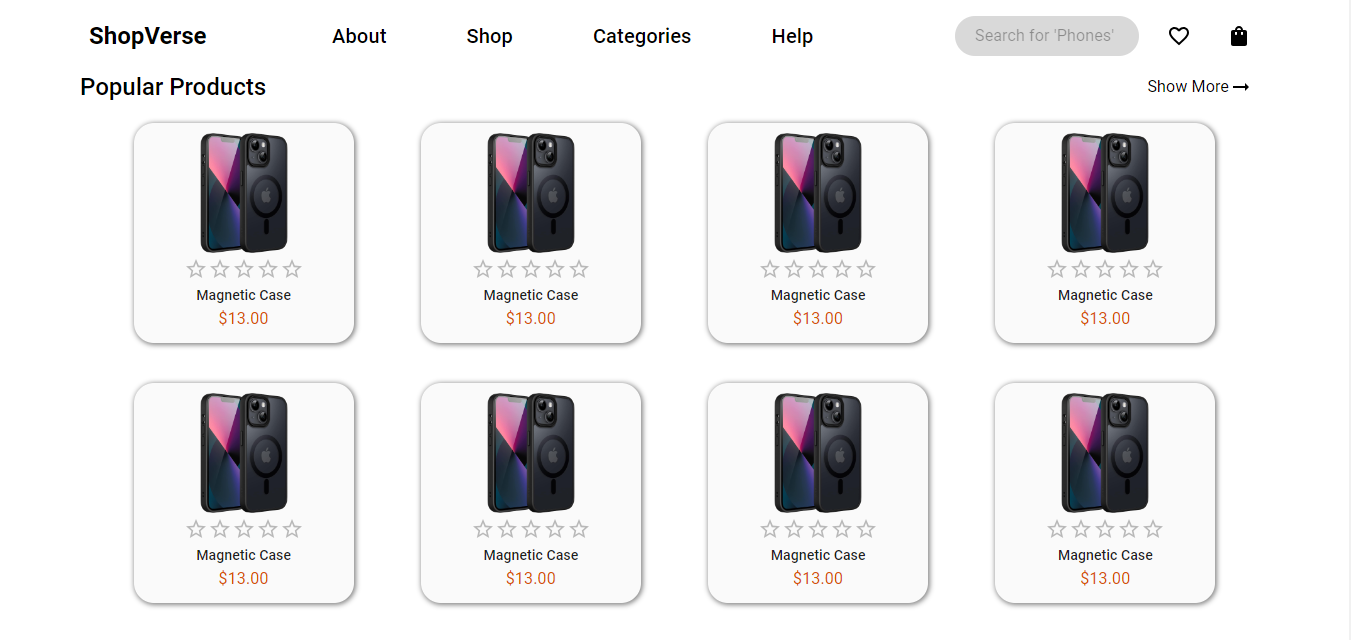 ShopVerse About Shop Categories Help Search for 'Phones'
Popular Products Show More
Magnetic Case Magnetic Case Magnetic Case Magnetic Case
$13.00 $13.00 $13.00 $13.00
Magnetic Case Magnetic Case Magnetic Case Magnetic Case
$13.00 $13.00 $13.00 $13.00